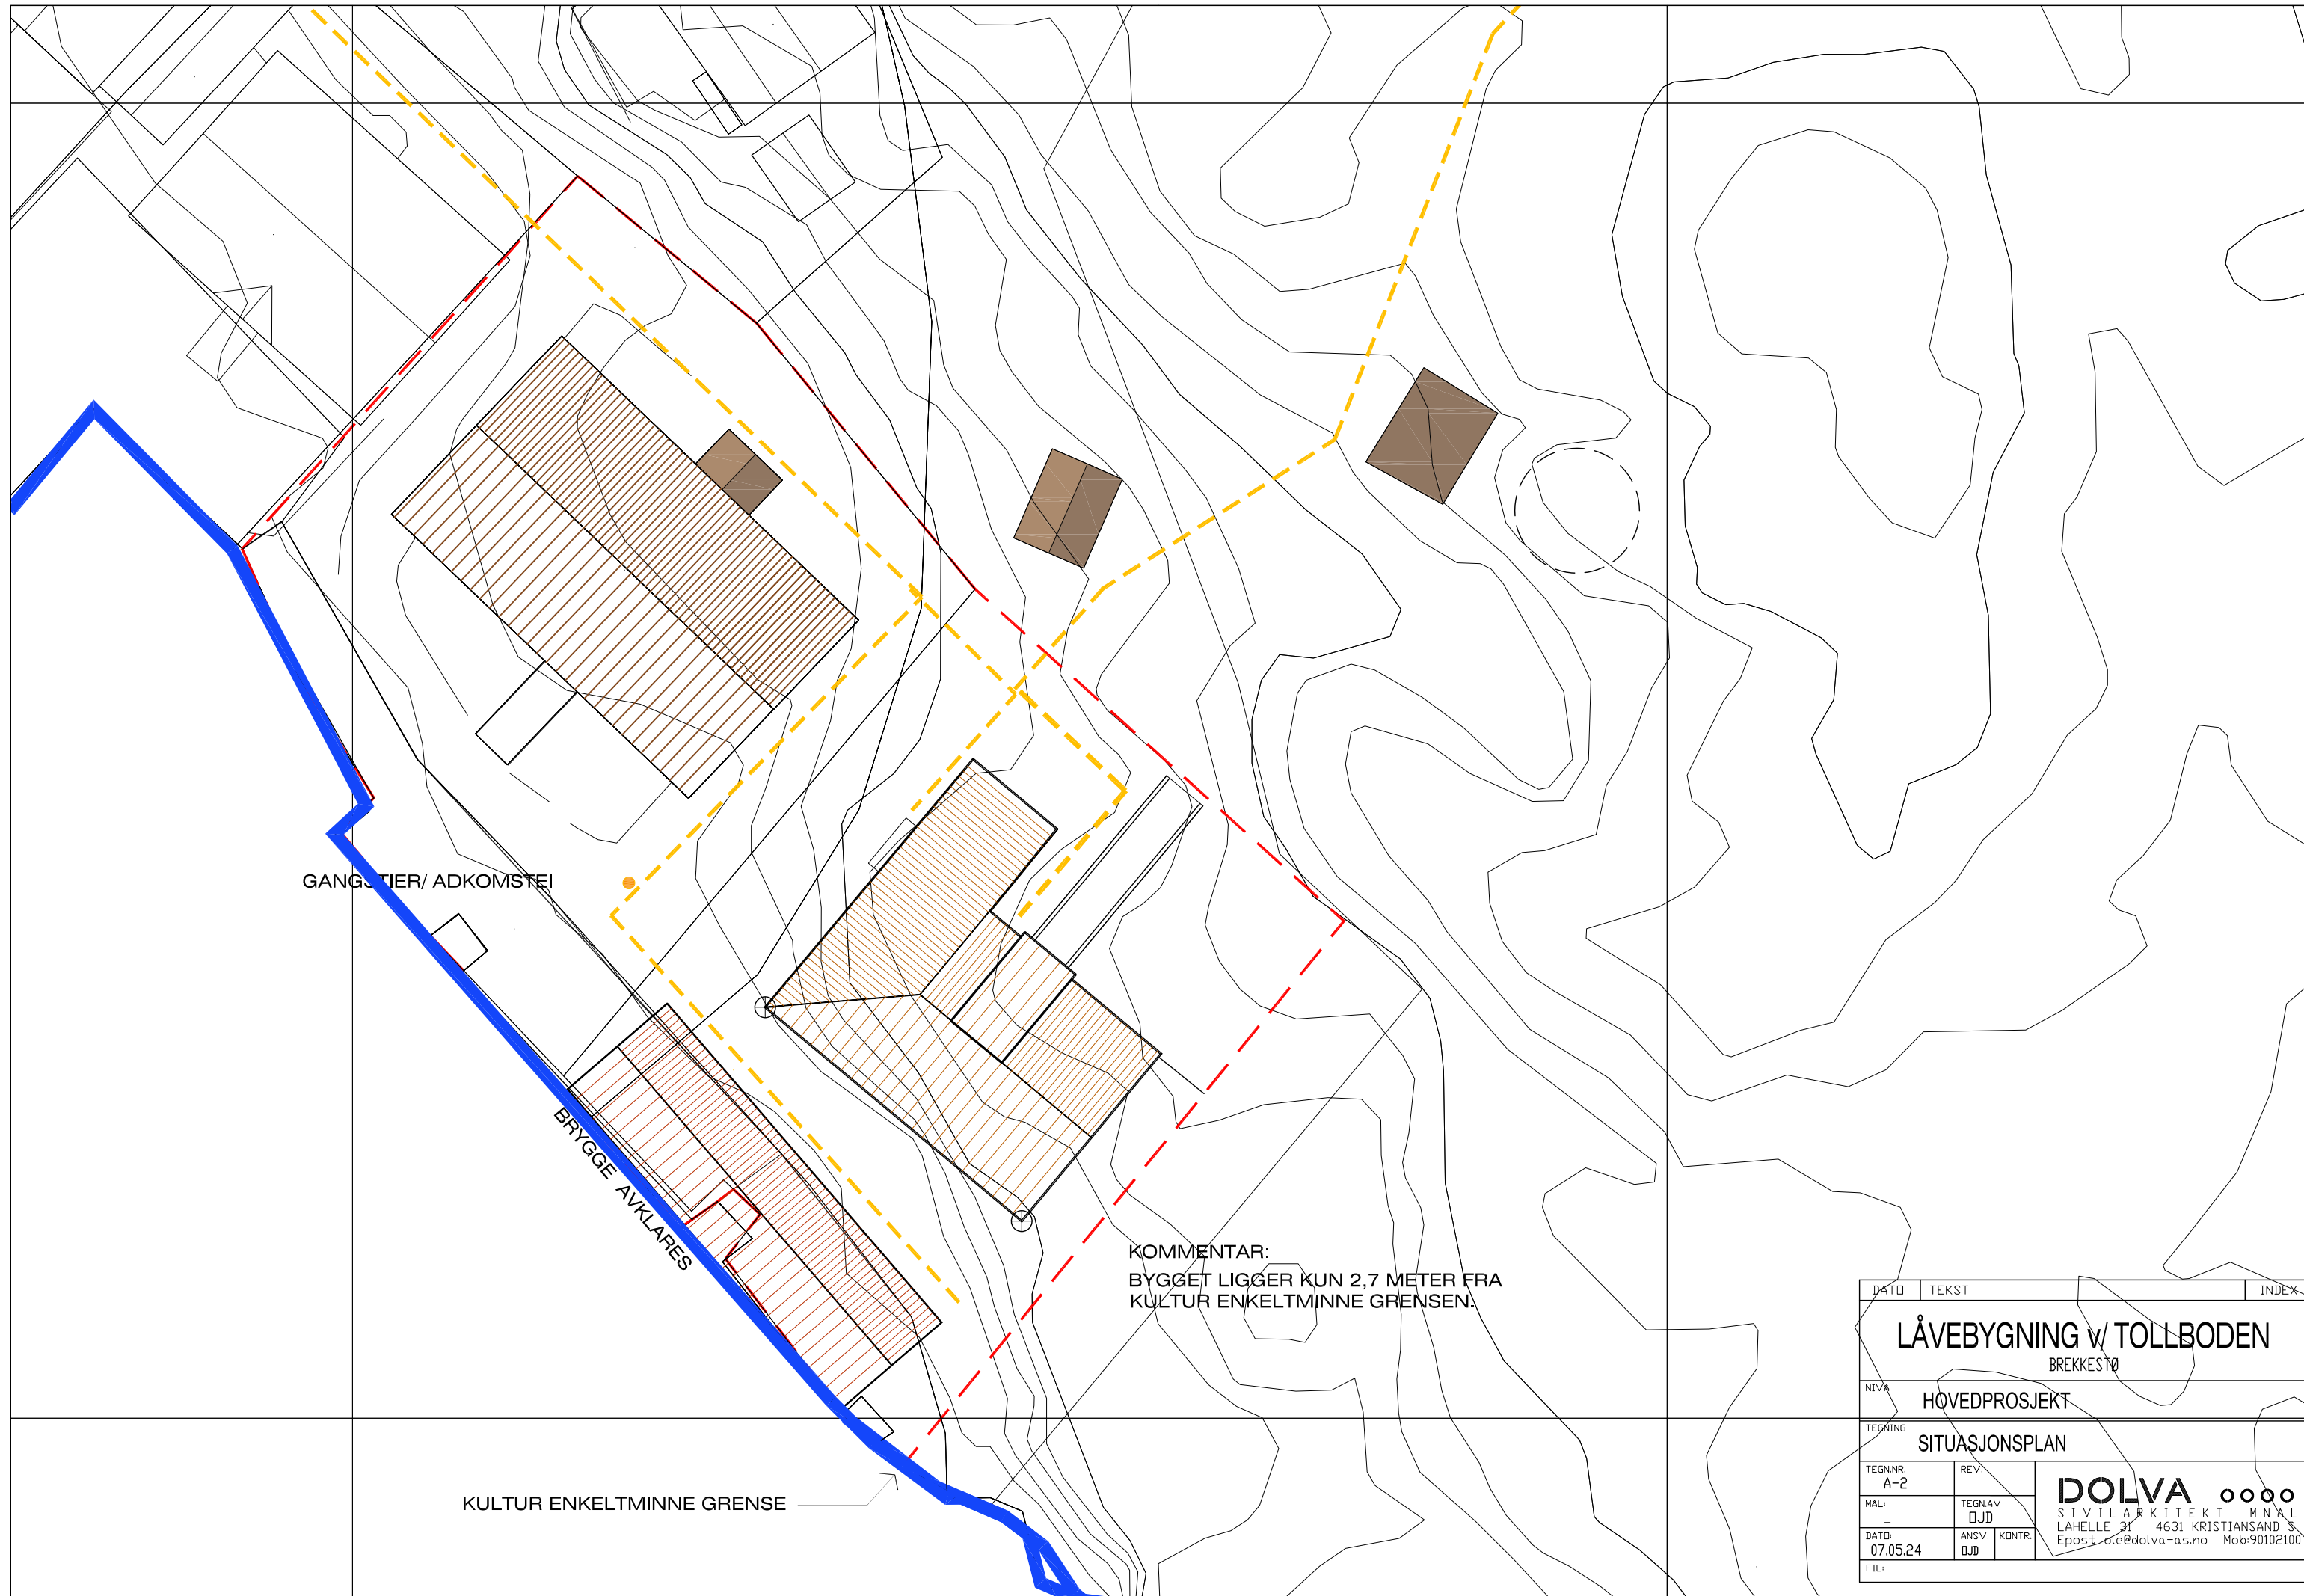 GANGSTIER/ ADKOMSTEI
BRYGGE AVKLARES
KOMMENTAR:
BYGGET LIGGER KUN 2,7 METER FRA
KULTUR ENKELTMINNE GRENSEN.
KULTUR ENKELTMINNE GRENSE
DATO TEKST INDEX
LÅVEBYGNING v/ TOLLBODEN
BREKKESTØ
NIVÅ
HOVEDPROSJEKT
TEGNING
SITUASJONSPLAN
TEGN.NR. REV.
A-2
MÅL: TEGN.AV
- OJD
DATO: ANSV. KONTR.
07.05.24 OJD
FIL:
DOLVA
SIVILARKITEKT MNAL
LAHELLE 31 4631 KRISTIANSAND S
Epost ole@dolva-as.no Mob:90102100